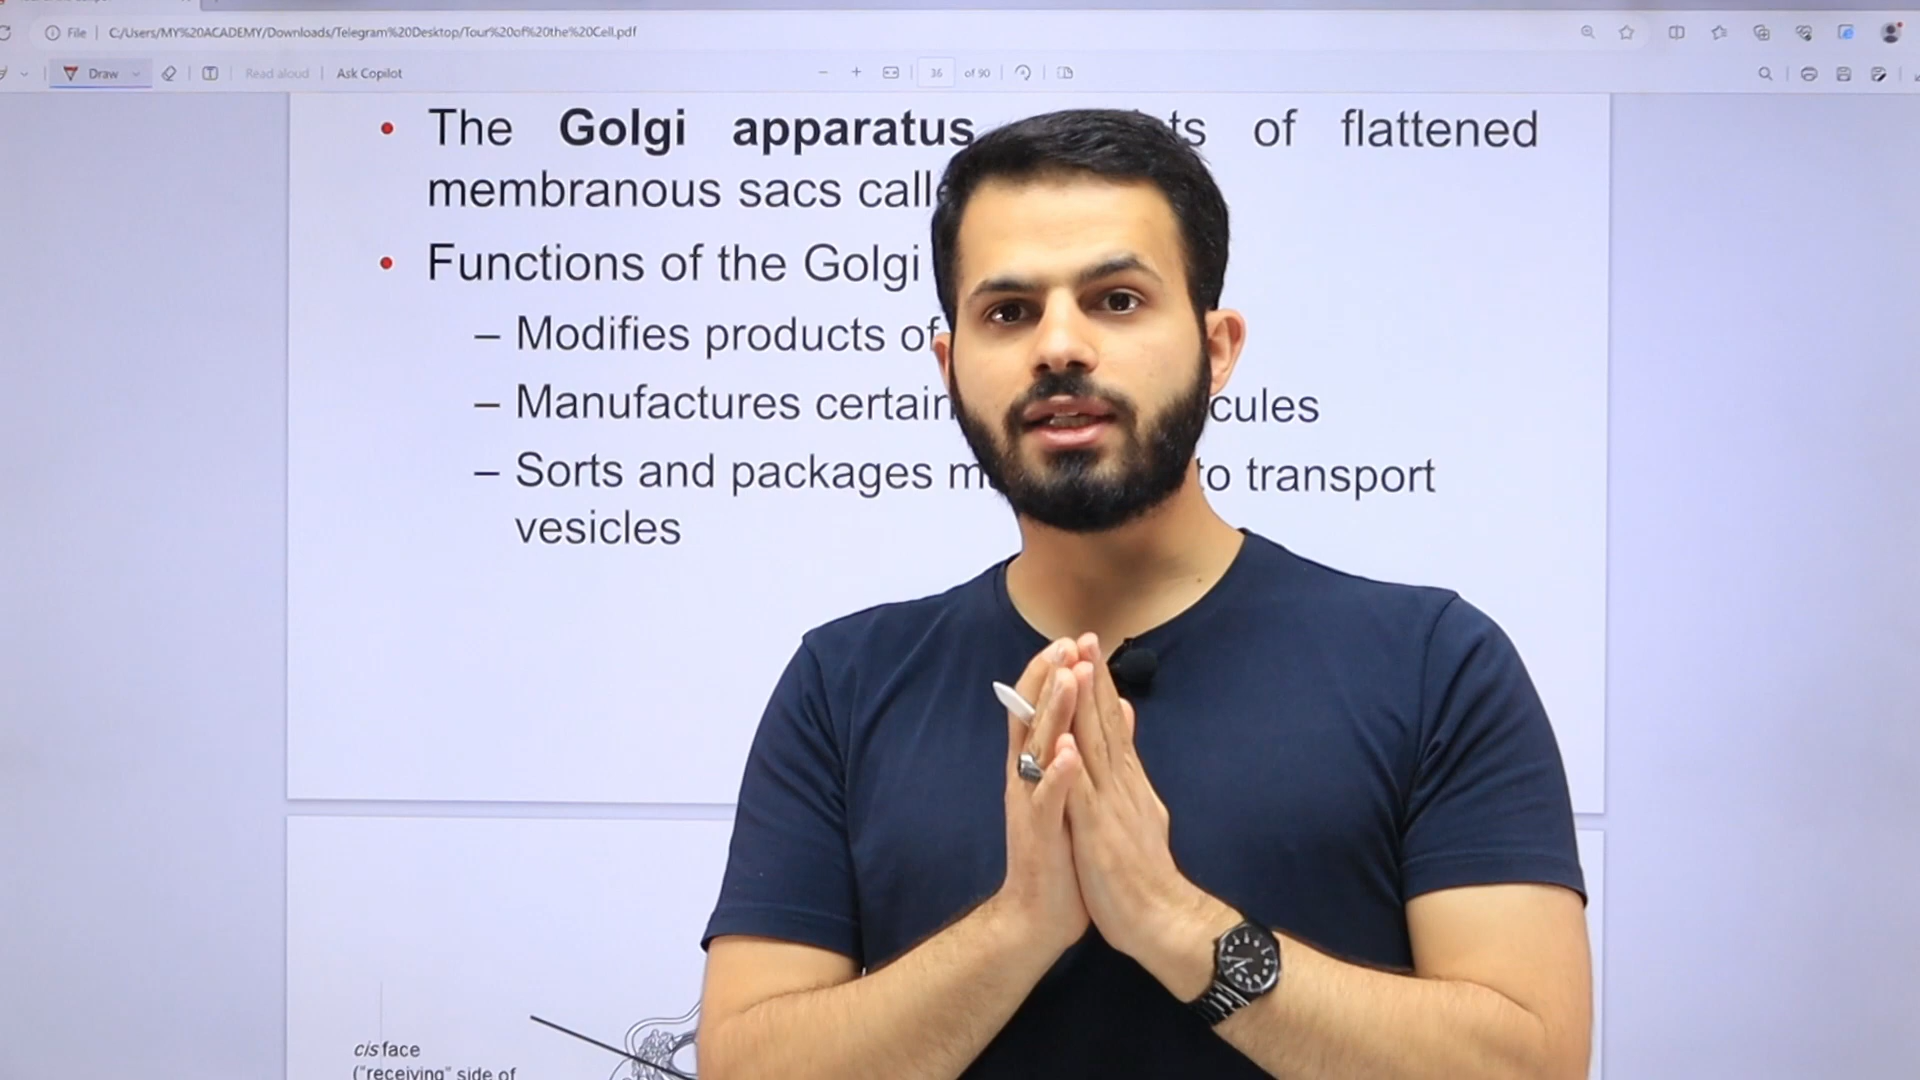 File C:/Users/MY%20ACADEMY/Downloads/Telegram%20Desktop/Tour%20of%20the%20Cell.pdf
Draw Read aloud Ask Copilot 36 of 90
• The Golgi apparatus ts of flattened
membranous sacs call
• Functions of the Golgi
– Modifies products of
– Manufactures certain cules
– Sorts and packages m to transport
vesicles
cis face
("receiving" side of